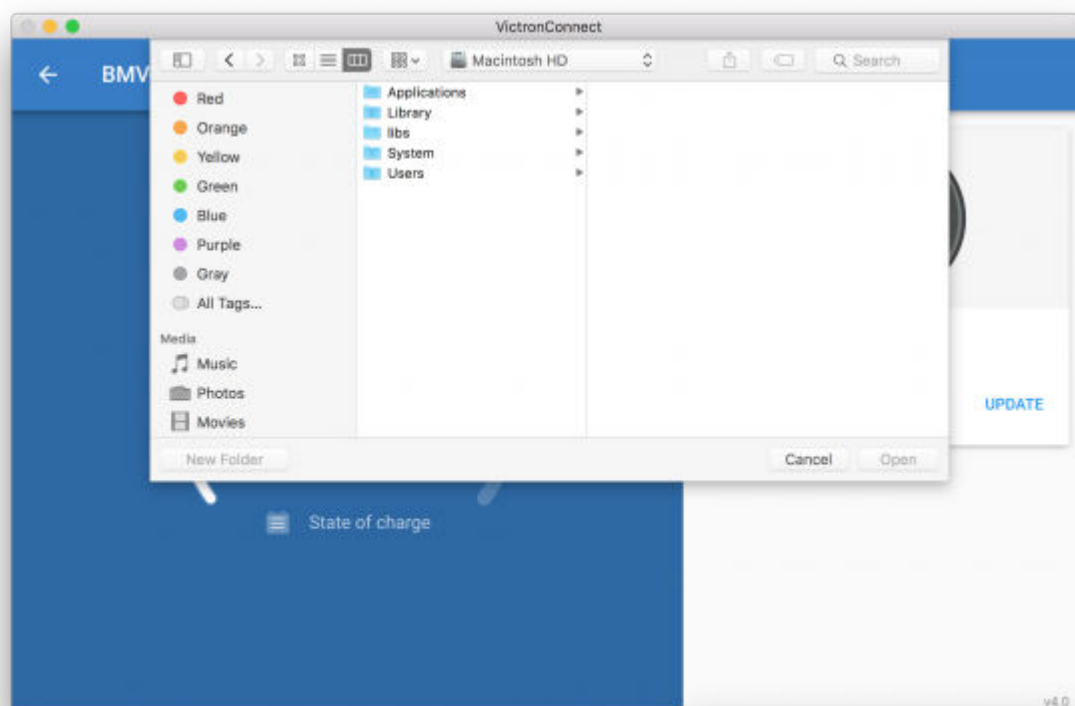 VictronConnect
BMV
Macintosh HD
Search
Red
Orange
Yellow
Green
Blue
Purple
Gray
All Tags...
Media
Music
Photos
Movies
Applications
Library
libs
System
Users
UPDATE
New Folder
Cancel
Open
State of charge
v4.0